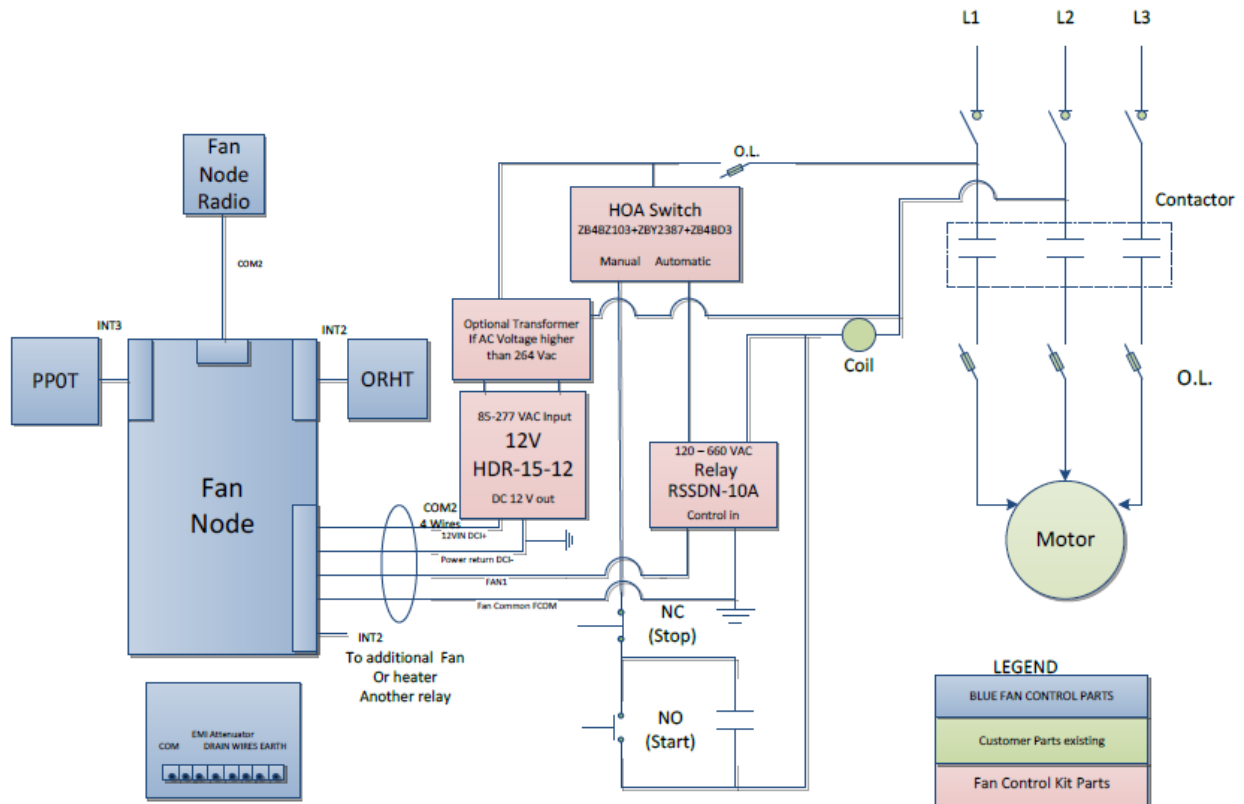 L1
L2
L3
Fan
Node
Radio
O.L.
HOA Switch
ZB4BZ103+ZBY2387+ZB4BD3
Manual Automatic
Contactor
COM2
INT3
INT2
PP0T
ORHT
Optional Transformer
If AC Voltage higher
than 264 Vac
Coil
O.L.
85-277 VAC Input
12V
HDR-15-12
DC 12 V out
120 – 660 VAC
Relay
RSSDN-10A
Control in
Fan
Node
COM2
4 Wires
12VIN DCI+
Power return DCI-
FAN1
Fan Common FCOM
Motor
NC
(Stop)
INT2
To additional Fan
Or heater
Another relay
NO
(Start)
EMI Attenuator
COM DRAIN WIRES EARTH
LEGEND
BLUE FAN CONTROL PARTS
Customer Parts existing
Fan Control Kit Parts